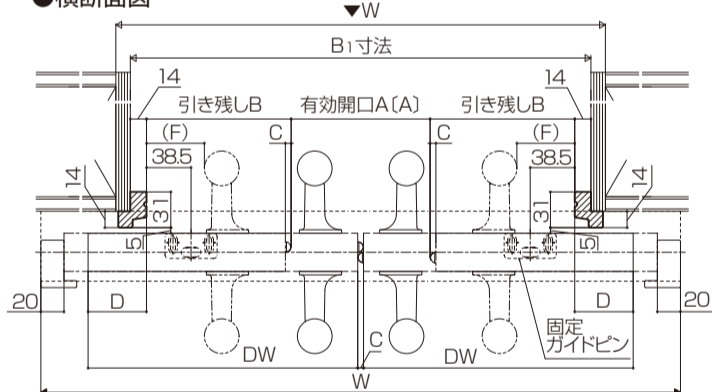 ●横断面図
▼W
B1寸法
14 14
引き残しB 有効開口A〔A〕 引き残しB
(F) C C (F)
38.5 38.5
14 14
31 31
5 5
20 D D 20
固定
ガイドピン
DW C DW
W